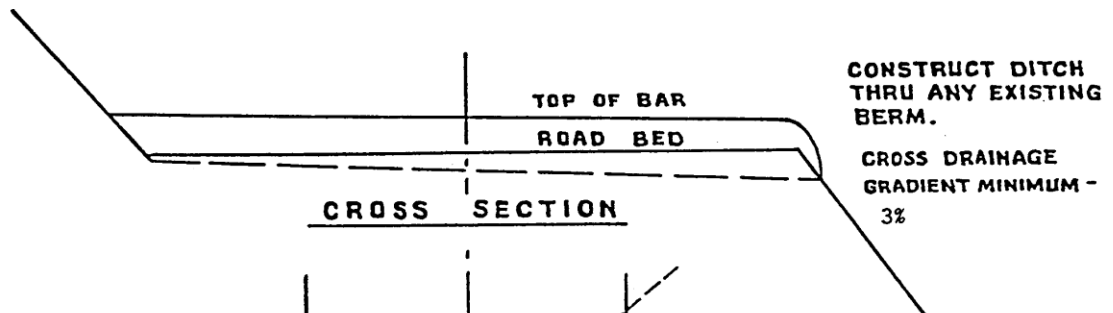 TOP OF BAR
ROAD BED
CROSS SECTION
CONSTRUCT DITCH
THRU ANY EXISTING
BERM.
CROSS DRAINAGE
GRADIENT MINIMUM -
3%